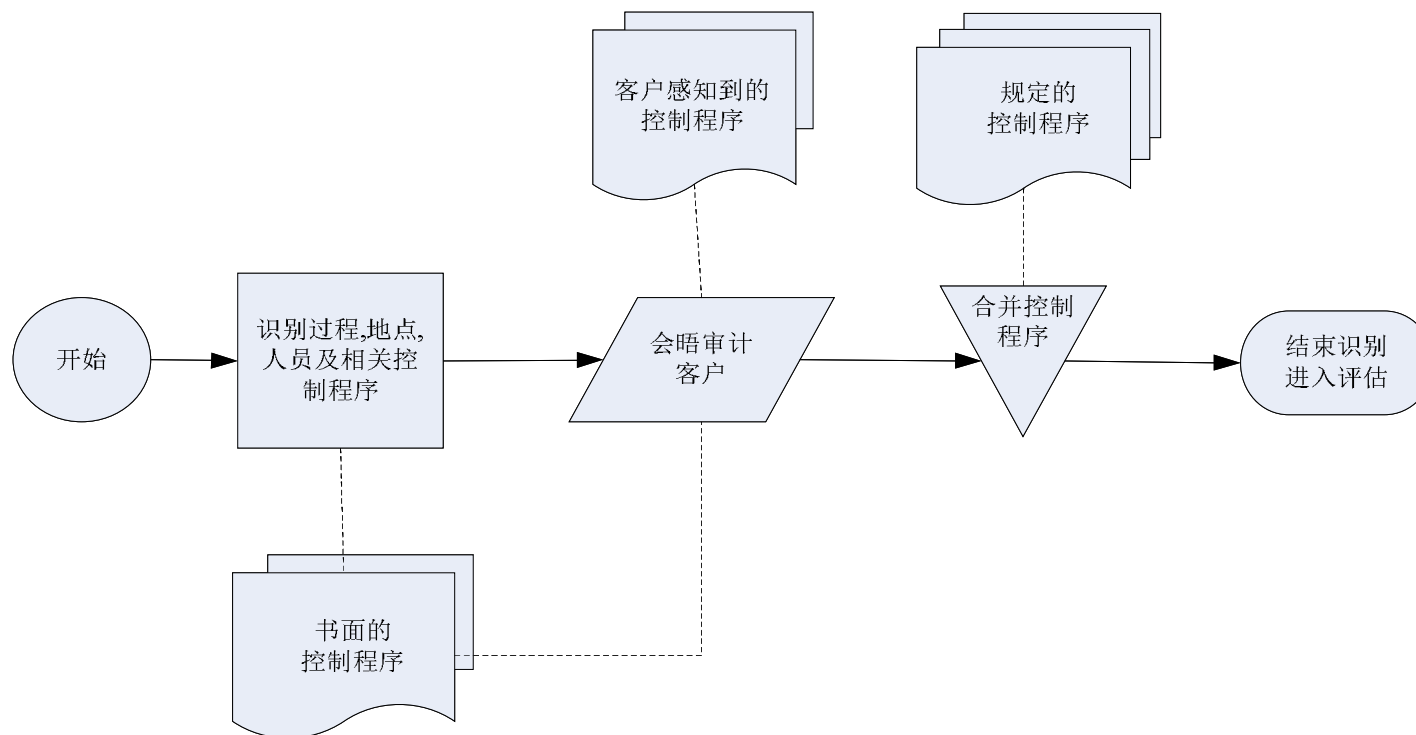 客户感知到的
控制程序
规定的
控制程序
开始
识别过程,地点,
人员及相关控
制程序
会晤审计
客户
合并控制
程序
结束识别
进入评估
书面的
控制程序